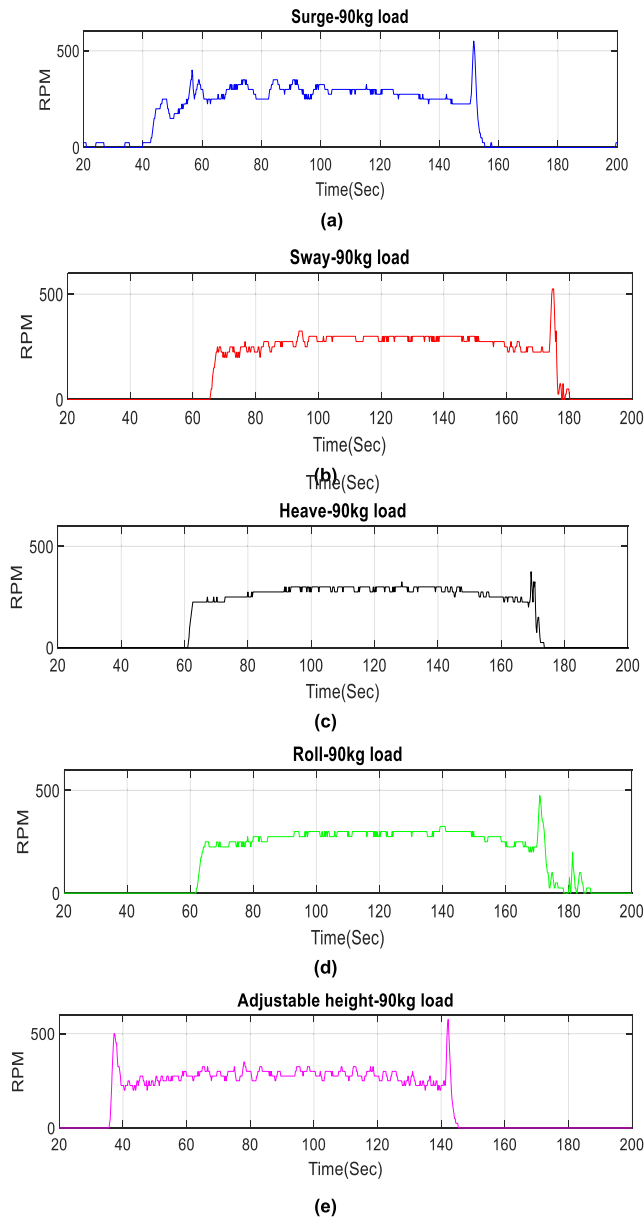 Surge-90kg load
500
RPM
0
20 40 60 80 100 120 140 160 180 200
Time(Sec)
(a)
Sway-90kg load
500
RPM
0
20 40 60 80 100 120 140 160 180 200
Time(Sec)
(b)
Time(Sec)
Heave-90kg load
500
RPM
0
20 40 60 80 100 120 140 160 180 200
Time(Sec)
(c)
Roll-90kg load
500
RPM
0
20 40 60 80 100 120 140 160 180 200
Time(Sec)
(d)
Adjustable height-90kg load
500
RPM
0
20 40 60 80 100 120 140 160 180 200
Time(Sec)
(e)